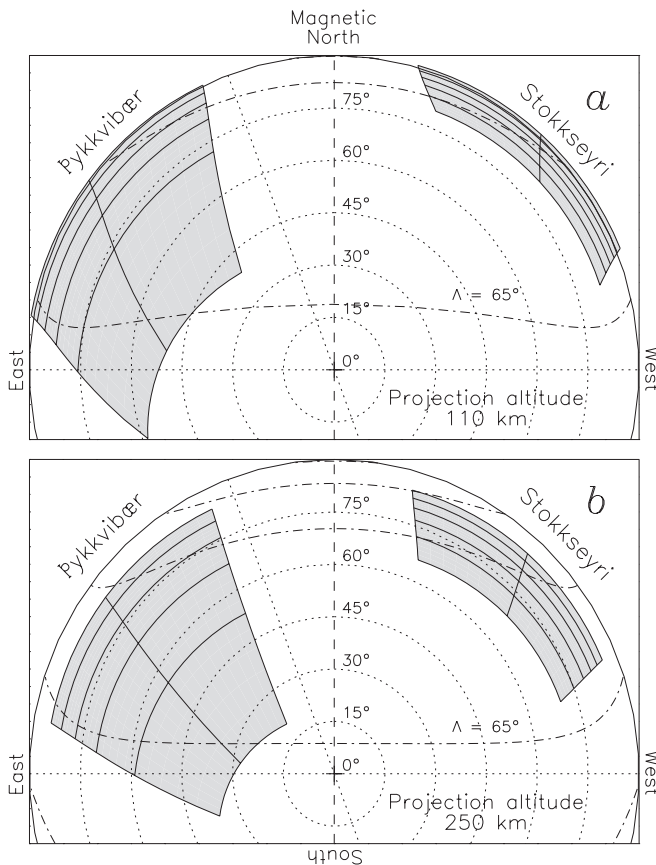 Magnetic
North
a
Þykkvibær
Stokkseyri
75°
60°
45°
30°
15°
0°
Λ = 65°
East
West
Projection altitude
110 km
b
Þykkvibær
Stokkseyri
75°
60°
45°
30°
15°
0°
Λ = 65°
East
West
Projection altitude
250 km
South